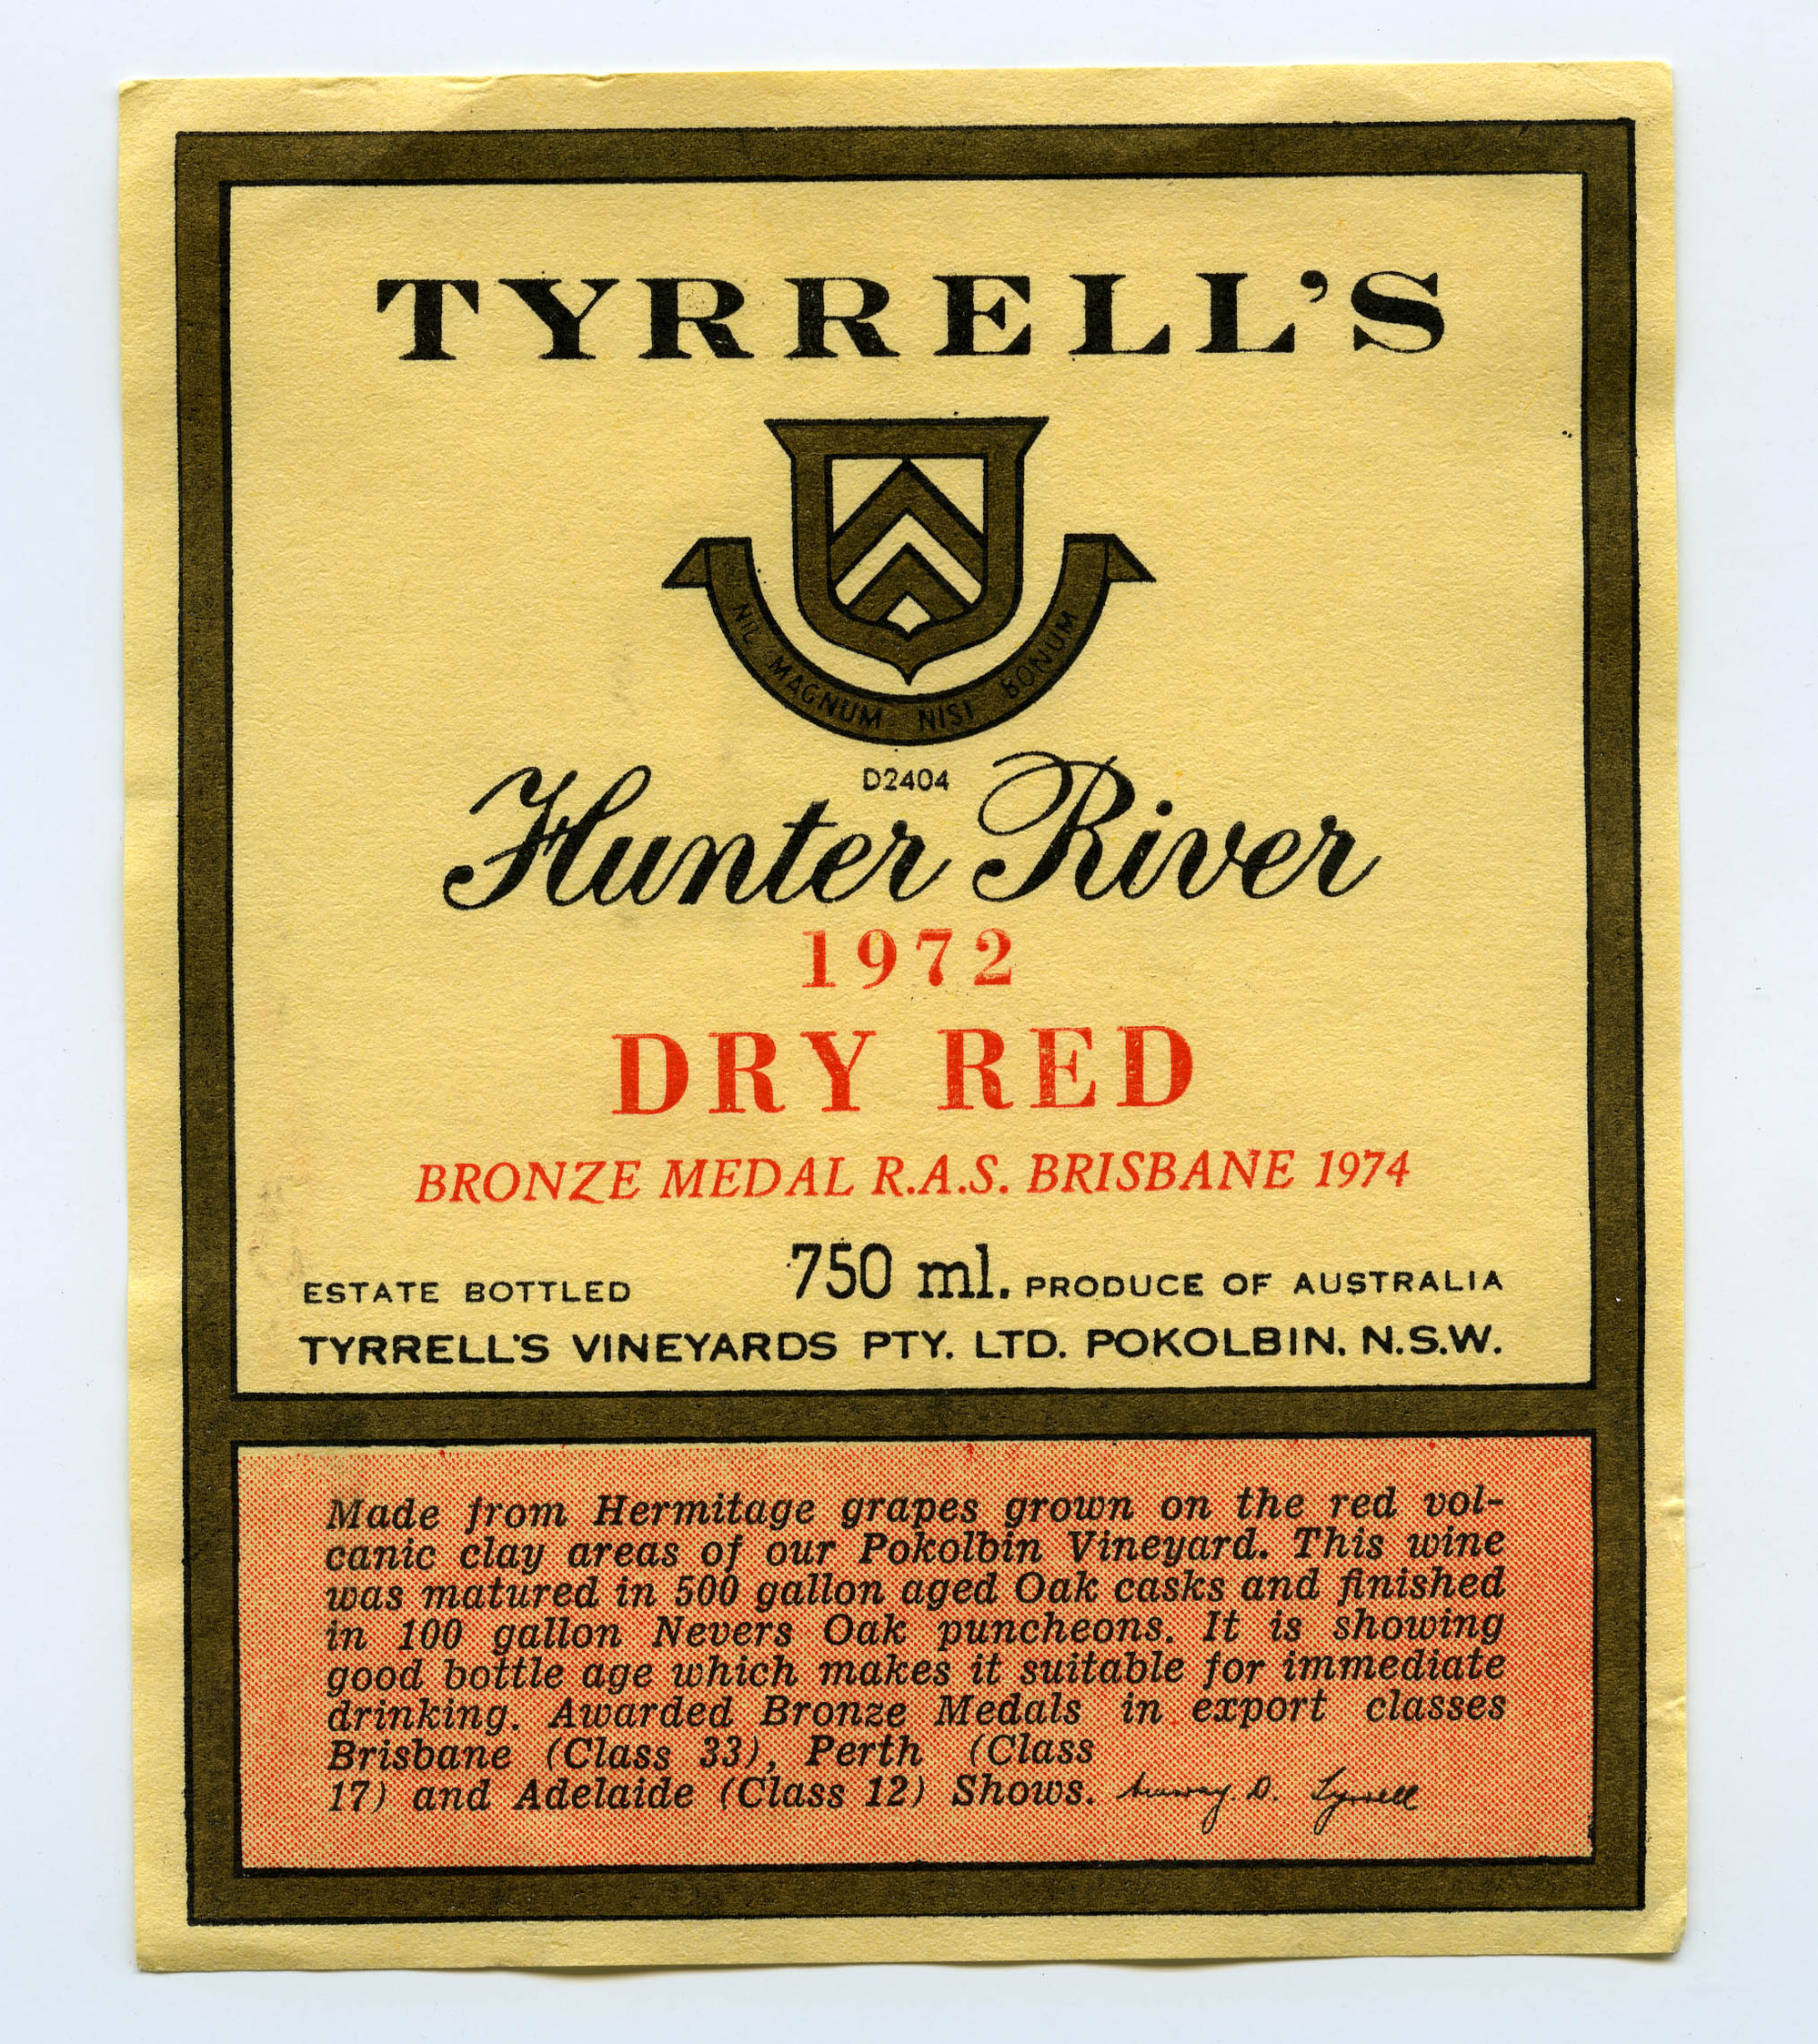 TYRRELL'S
NIL MAGNUM NISI BONUM
D2404
Hunter River
1972
DRY RED
BRONZE MEDAL R.A.S. BRISBANE 1974
ESTATE BOTTLED 750 ml. PRODUCE OF AUSTRALIA
TYRRELL'S VINEYARDS PTY. LTD. POKOLBIN. N.S.W.
Made from Hermitage grapes grown on the red vol-
canic clay areas of our Pokolbin Vineyard. This wine
was matured in 500 gallon aged Oak casks and finished
in 100 gallon Nevers Oak puncheons. It is showing
good bottle age which makes it suitable for immediate
drinking. Awarded Bronze Medals in export classes
Brisbane (Class 33), Perth (Class
17) and Adelaide (Class 12) Shows. Murray. D. Tyrrell